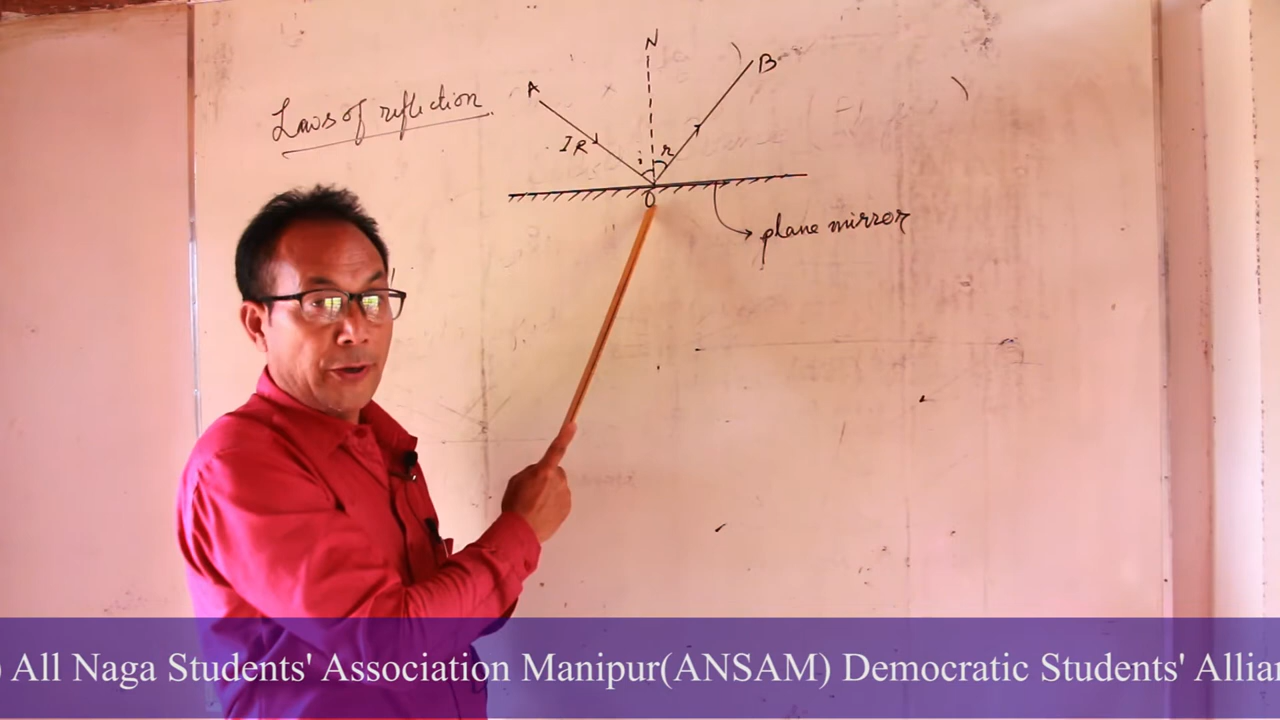 N
B
A
Laws of reflection.
IR
i
r
O
plane mirror
) All Naga Students' Association Manipur(ANSAM) Democratic Students' Allian